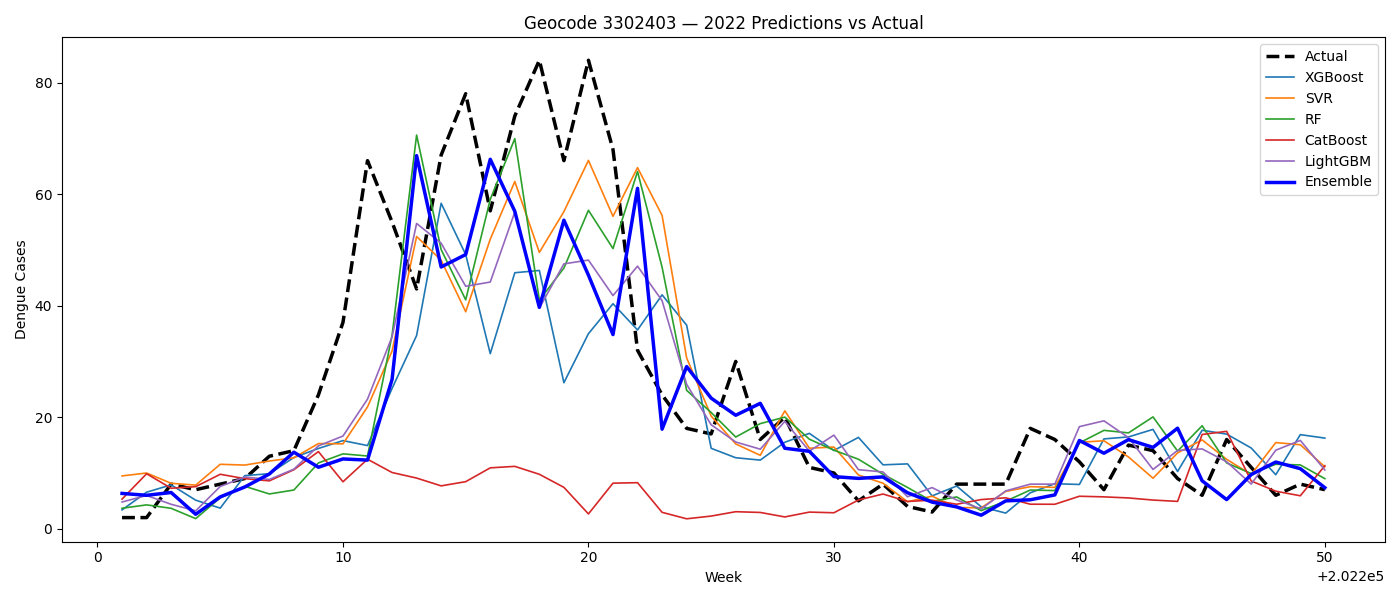 Geocode 3302403 — 2022 Predictions vs Actual
Dengue Cases
80
60
40
20
0
Actual
XGBoost
SVR
RF
CatBoost
LightGBM
Ensemble
0 10 20 30 40 50
Week
+2.022e5